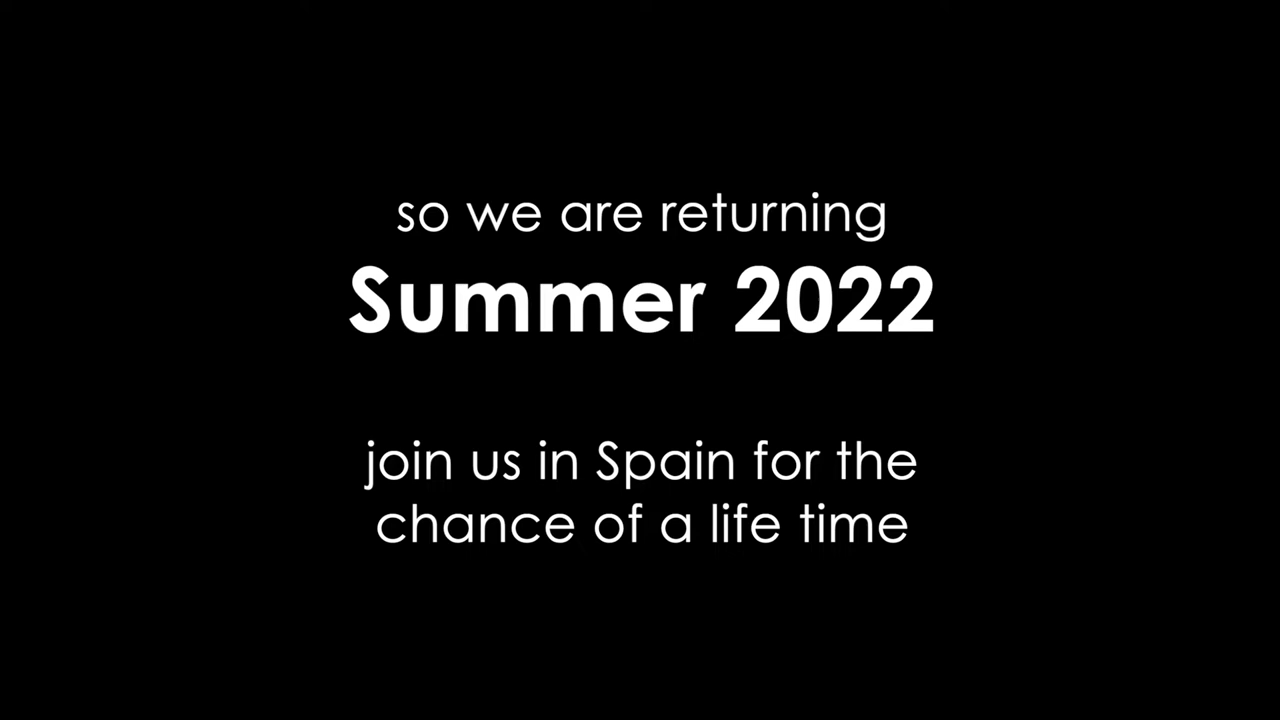 so we are returning
Summer 2022
join us in Spain for the
chance of a life time